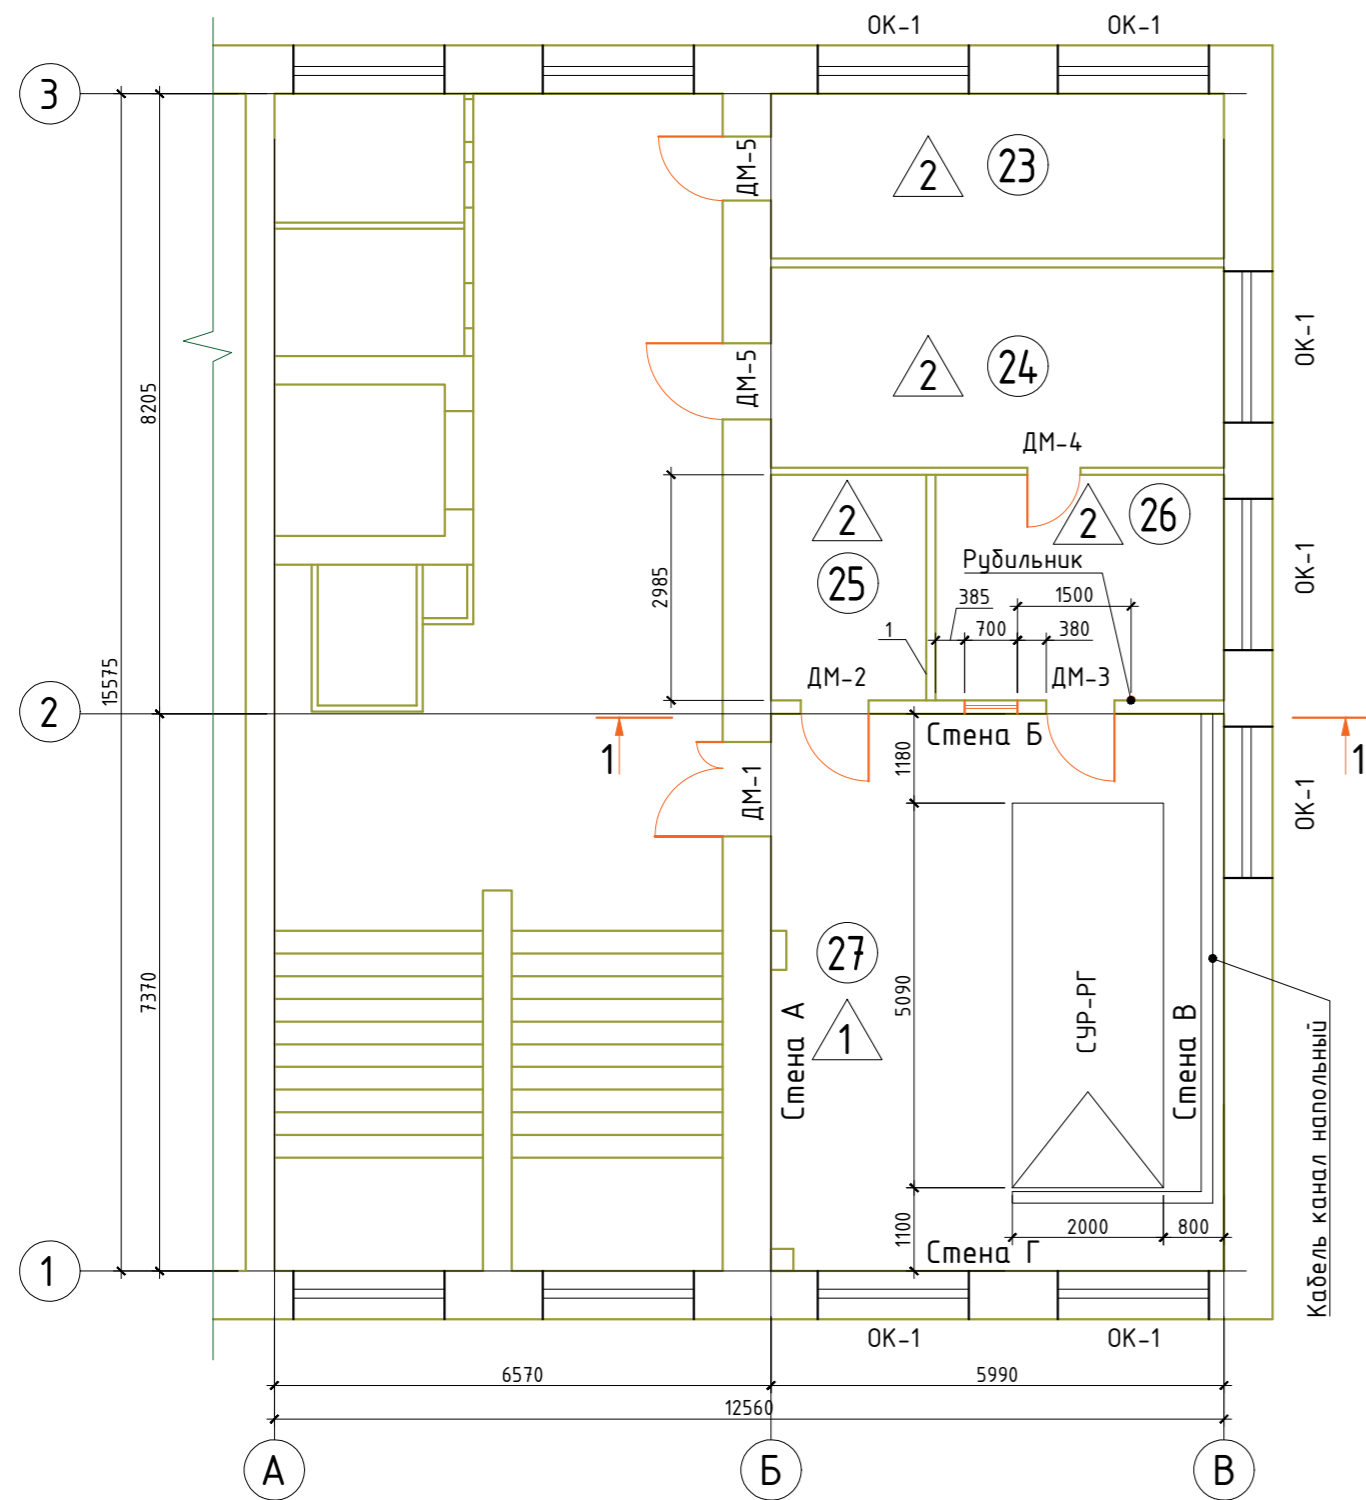 ОК-1
ОК-1
3
ДМ-5
2
23
8205
15575
ДМ-5
2
24
ОК-1
ДМ-4
2
2
26
25
Рубильник
ОК-1
2985
385
1500
1
700
380
ДМ-2
ДМ-3
2
1
Стена Б
1
1180
ДМ-1
ОК-1
27
7370
5090
СУР-РГ
Стена А
1
Стена В
Кабель канал напольный
1100
2000
800
Стена Г
1
ОК-1
ОК-1
6570
5990
12560
А
Б
В